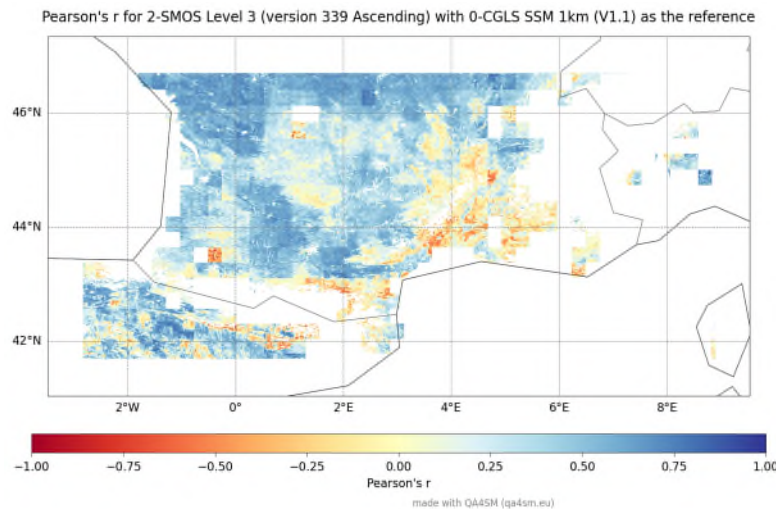 Pearson's r for 2-SMOS Level 3 (version 339 Ascending) with 0-CGLS SSM 1km (V1.1) as the reference
46°N
44°N
42°N
2°W 0° 2°E 4°E 6°E 8°E
−1.00 −0.75 −0.50 −0.25 0.00 0.25 0.50 0.75 1.00
Pearson's r
made with QA4SM (qa4sm.eu)